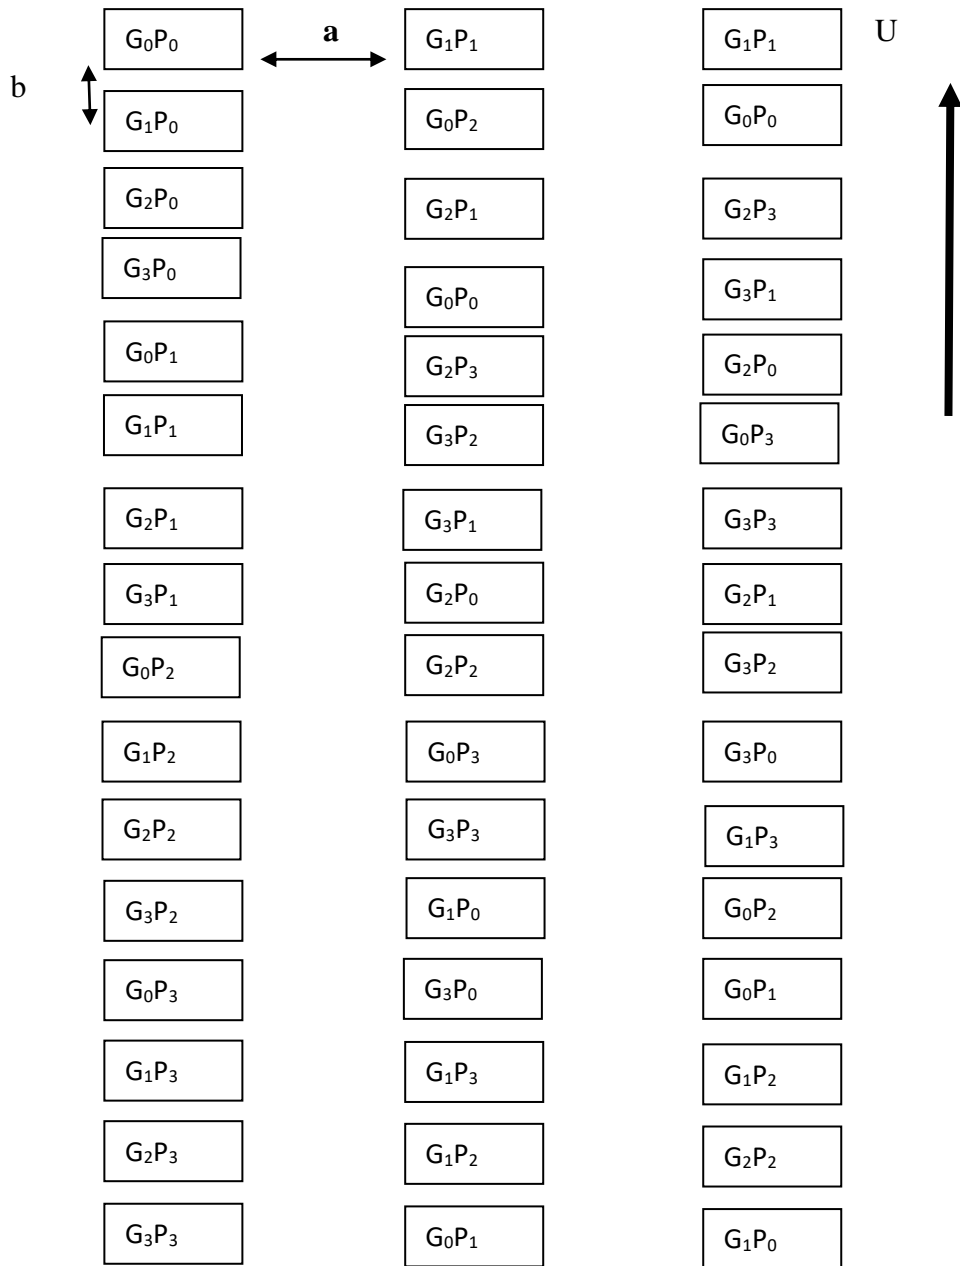 G₀P₀ a G₁P₁ G₁P₁ U
b
G₁P₀ G₀P₂ G₀P₀
G₂P₀ G₂P₁ G₂P₃
G₃P₀ G₀P₀ G₃P₁
G₀P₁ G₂P₃ G₂P₀
G₁P₁ G₃P₂ G₀P₃
G₂P₁ G₃P₁ G₃P₃
G₃P₁ G₂P₀ G₂P₁
G₀P₂ G₂P₂ G₃P₂
G₁P₂ G₀P₃ G₃P₀
G₂P₂ G₃P₃ G₁P₃
G₃P₂ G₁P₀ G₀P₂
G₀P₃ G₃P₀ G₀P₁
G₁P₃ G₁P₃ G₁P₂
G₂P₃ G₁P₂ G₂P₂
G₃P₃ G₀P₁ G₁P₀